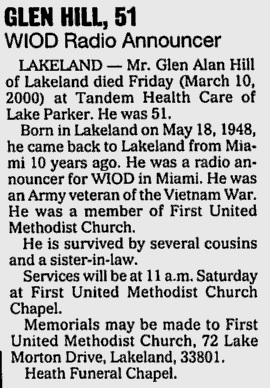 GLEN HILL, 51
WIOD Radio Announcer
LAKELAND — Mr. Glen Alan Hill
of Lakeland died Friday (March 10,
2000) at Tandem Health Care of
Lake Parker. He was 51.
Born in Lakeland on May 18, 1948,
he came back to Lakeland from Mia-
mi 10 years ago. He was a radio an-
nouncer for WIOD in Miami. He was
an Army veteran of the Vietnam War.
He was a member of First United
Methodist Church.
He is survived by several cousins
and a sister-in-law.
Services will be at 11 a.m. Saturday
at First United Methodist Church
Chapel.
Memorials may be made to First
United Methodist Church, 72 Lake
Morton Drive, Lakeland, 33801.
Heath Funeral Chapel.